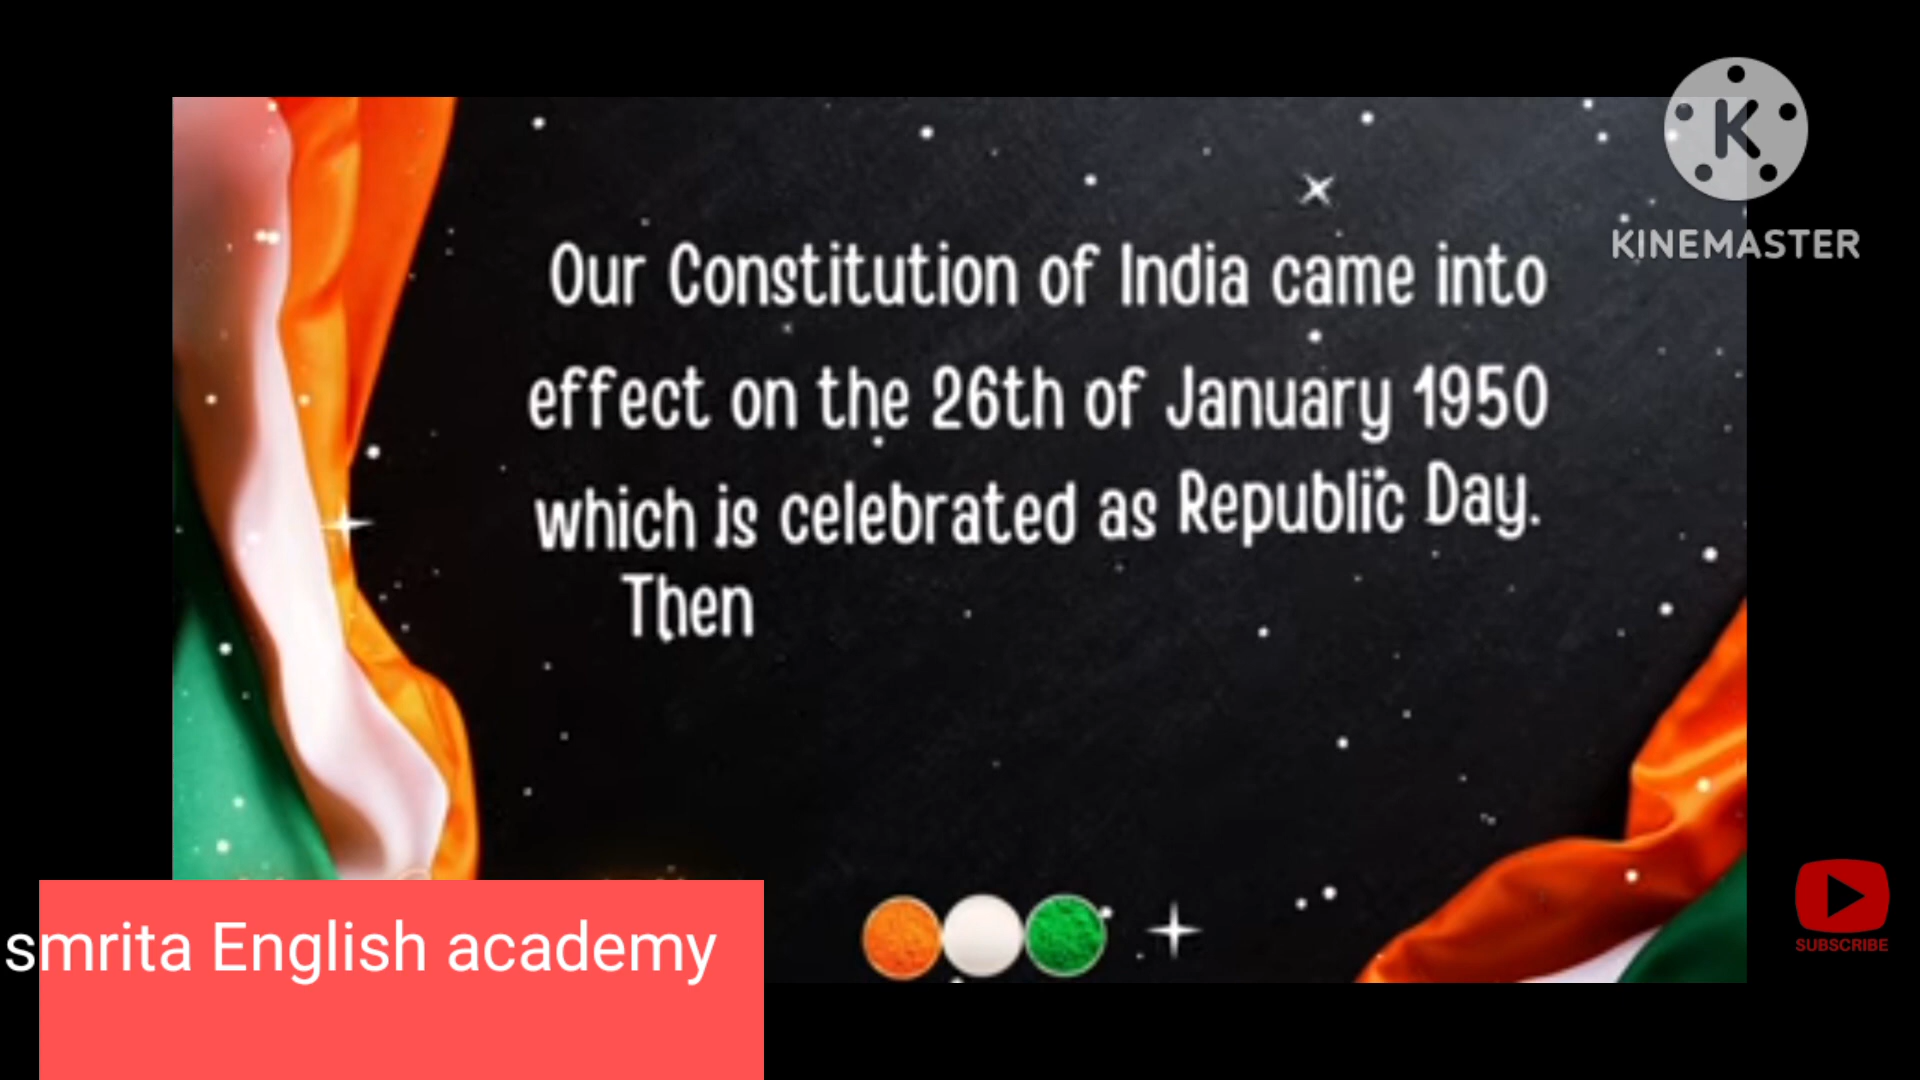 Our Constitution of India came into
effect on the 26th of January 1950
which is celebrated as Republic Day.
Then
K
KINEMASTER
smrita English academy
SUBSCRIBE